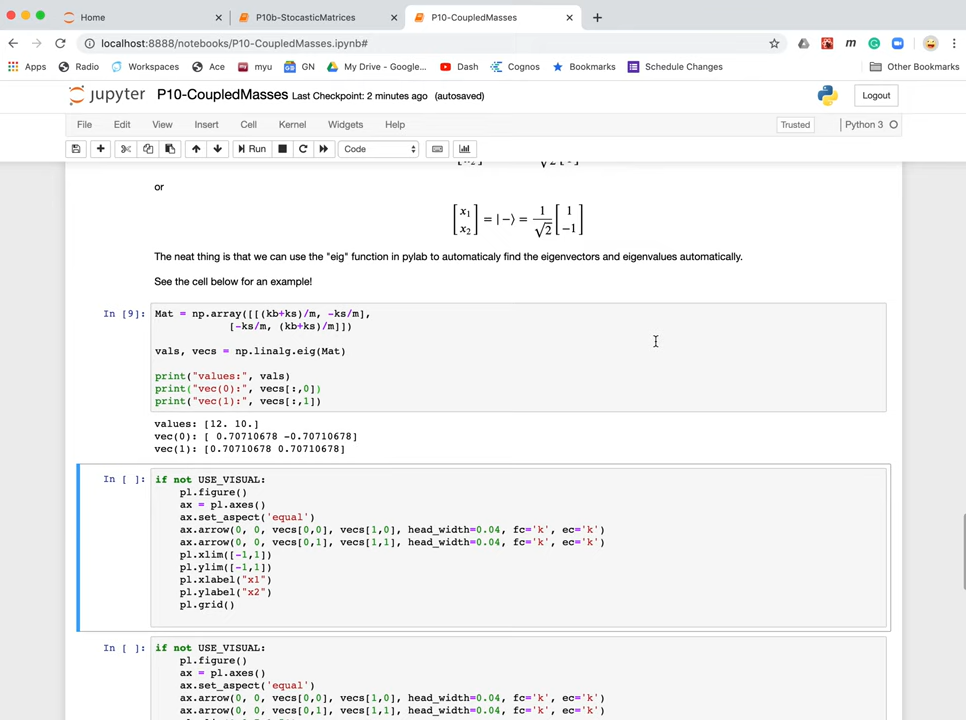 Home
P10b-StocasticMatrices
P10-CoupledMasses
localhost:8888/notebooks/P10-CoupledMasses.ipynb#
Apps Radio Workspaces Ace myu GN My Drive - Google... Dash Cognos Bookmarks Schedule Changes Other Bookmarks
jupyter P10-CoupledMasses Last Checkpoint: 2 minutes ago (autosaved) Logout
File Edit View Insert Cell Kernel Widgets Help Trusted Python 3
Run Code
or
[x1 x2] = |−⟩ = 1/√2 [1 −1]
The neat thing is that we can use the "eig" function in pylab to automaticaly find the eigenvectors and eigenvalues automatically.
See the cell below for an example!
In [9]: Mat = np.array([[(kb+ks)/m, -ks/m],
[-ks/m, (kb+ks)/m]])
vals, vecs = np.linalg.eig(Mat)
print("values:", vals)
print("vec(0):", vecs[:,0])
print("vec(1):", vecs[:,1])
values: [12. 10.]
vec(0): [ 0.70710678 -0.70710678]
vec(1): [0.70710678 0.70710678]
In [ ]: if not USE_VISUAL:
pl.figure()
ax = pl.axes()
ax.set_aspect('equal')
ax.arrow(0, 0, vecs[0,0], vecs[1,0], head_width=0.04, fc='k', ec='k')
ax.arrow(0, 0, vecs[0,1], vecs[1,1], head_width=0.04, fc='k', ec='k')
pl.xlim([-1,1])
pl.ylim([-1,1])
pl.xlabel("x1")
pl.ylabel("x2")
pl.grid()
In [ ]: if not USE_VISUAL:
pl.figure()
ax = pl.axes()
ax.set_aspect('equal')
ax.arrow(0, 0, vecs[0,0], vecs[1,0], head_width=0.04, fc='k', ec='k')
ax.arrow(0, 0, vecs[0,1], vecs[1,1], head_width=0.04, fc='k', ec='k')